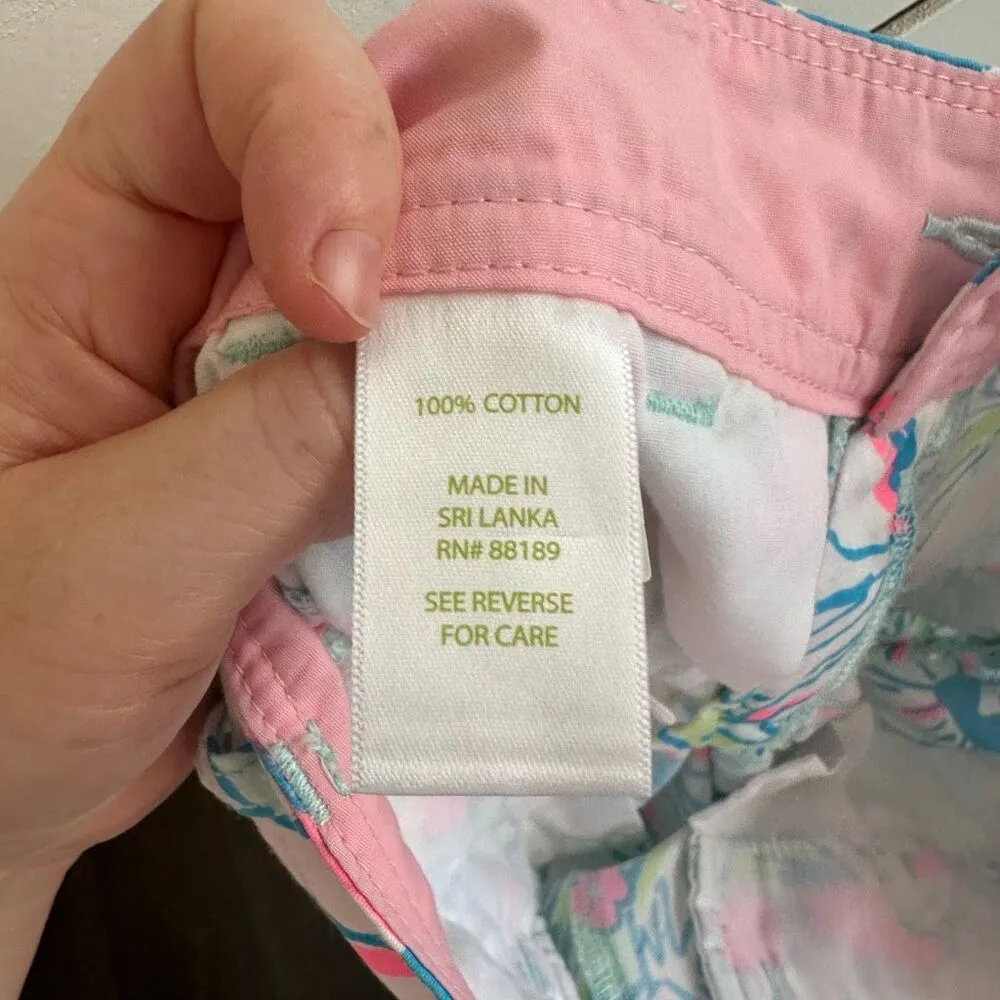 100% COTTON
MADE IN
SRI LANKA
RN# 88189
SEE REVERSE
FOR CARE